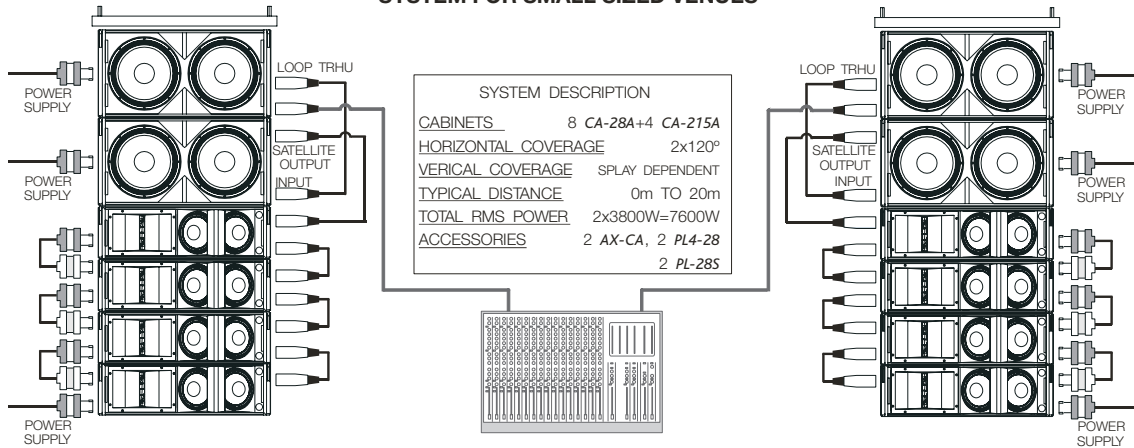 SYSTEM FOR SMALL SIZED VENUES
LOOP TRHU
POWER
SUPPLY
SATELLITE
OUTPUT
INPUT
POWER
SUPPLY
POWER
SUPPLY
SYSTEM DESCRIPTION
CABINETS 8 CA-28A+4 CA-215A
HORIZONTAL COVERAGE 2x120º
VERICAL COVERAGE SPLAY DEPENDENT
TYPICAL DISTANCE 0m TO 20m
TOTAL RMS POWER 2x3800W=7600W
ACCESSORIES 2 AX-CA, 2 PL4-28
2 PL-28S
LOOP TRHU
POWER
SUPPLY
SATELLITE
OUTPUT
INPUT
POWER
SUPPLY
POWER
SUPPLY